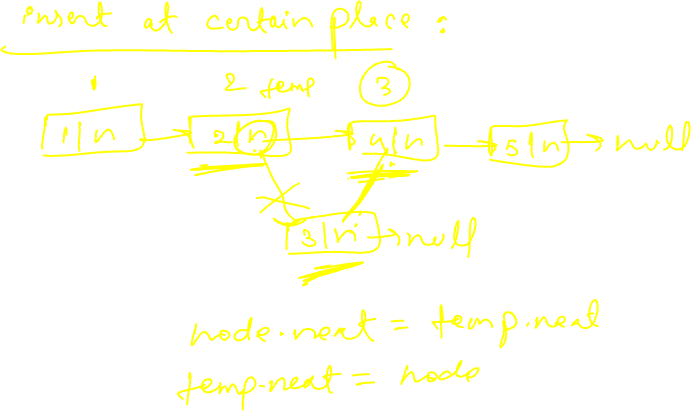 insert at certain place :
1 2 temp 3
1|n 2|n 4|n 5|n null
3|n null
node.next = temp.next
temp.next = node